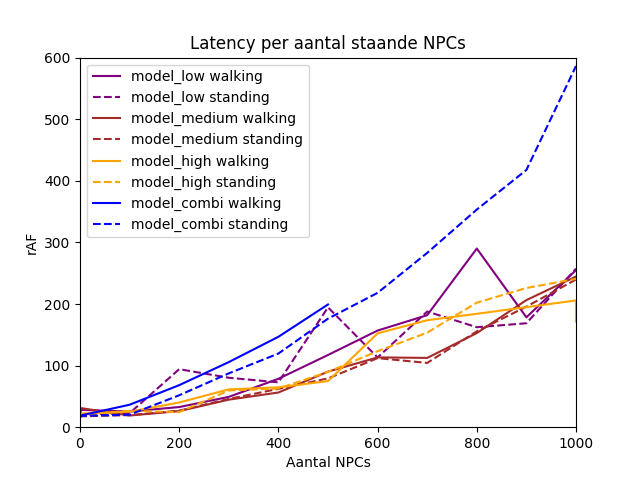 Latency per aantal staande NPCs
600
500
400
300
200
100
0
rAF
model_low walking
model_low standing
model_medium walking
model_medium standing
model_high walking
model_high standing
model_combi walking
model_combi standing
0
200
400
600
800
1000
Aantal NPCs